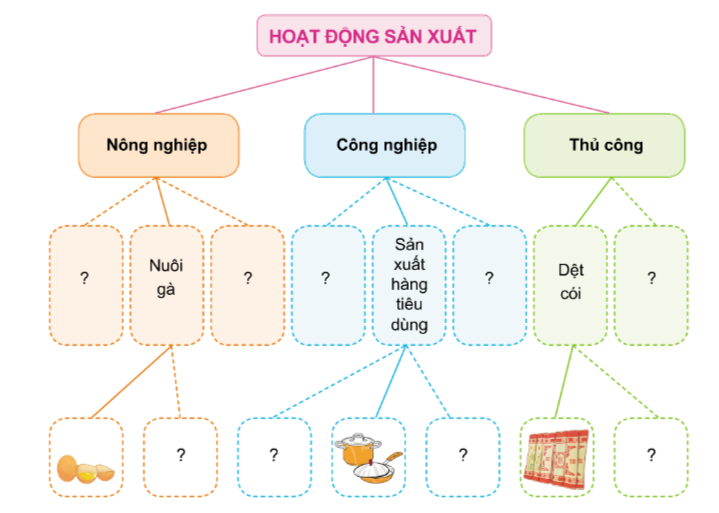 HOẠT ĐỘNG SẢN XUẤT
Nông nghiệp
Công nghiệp
Thủ công
?
Nuôi
gà
?
?
Sản
xuất
hàng
tiêu
dùng
?
Dệt
cói
?
?
?
?
?